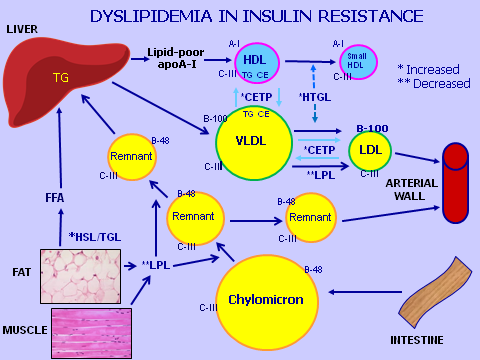 DYSLIPIDEMIA IN INSULIN RESISTANCE
LIVER
TG
Lipid-poor
apoA-I
A-I
HDL
TG CE
C-III
A-I
Small
HDL
C-III
* Increased
** Decreased
*CETP
*HTGL
B-100
TG CE
VLDL
C-III
B-100
*CETP
LDL
**LPL
C-III
B-48
Remnant
C-III
ARTERIAL
WALL
FFA
B-48
Remnant
C-III
B-48
Remnant
C-III
*HSL/TGL
FAT
**LPL
B-48
Chylomicron
C-III
MUSCLE
INTESTINE